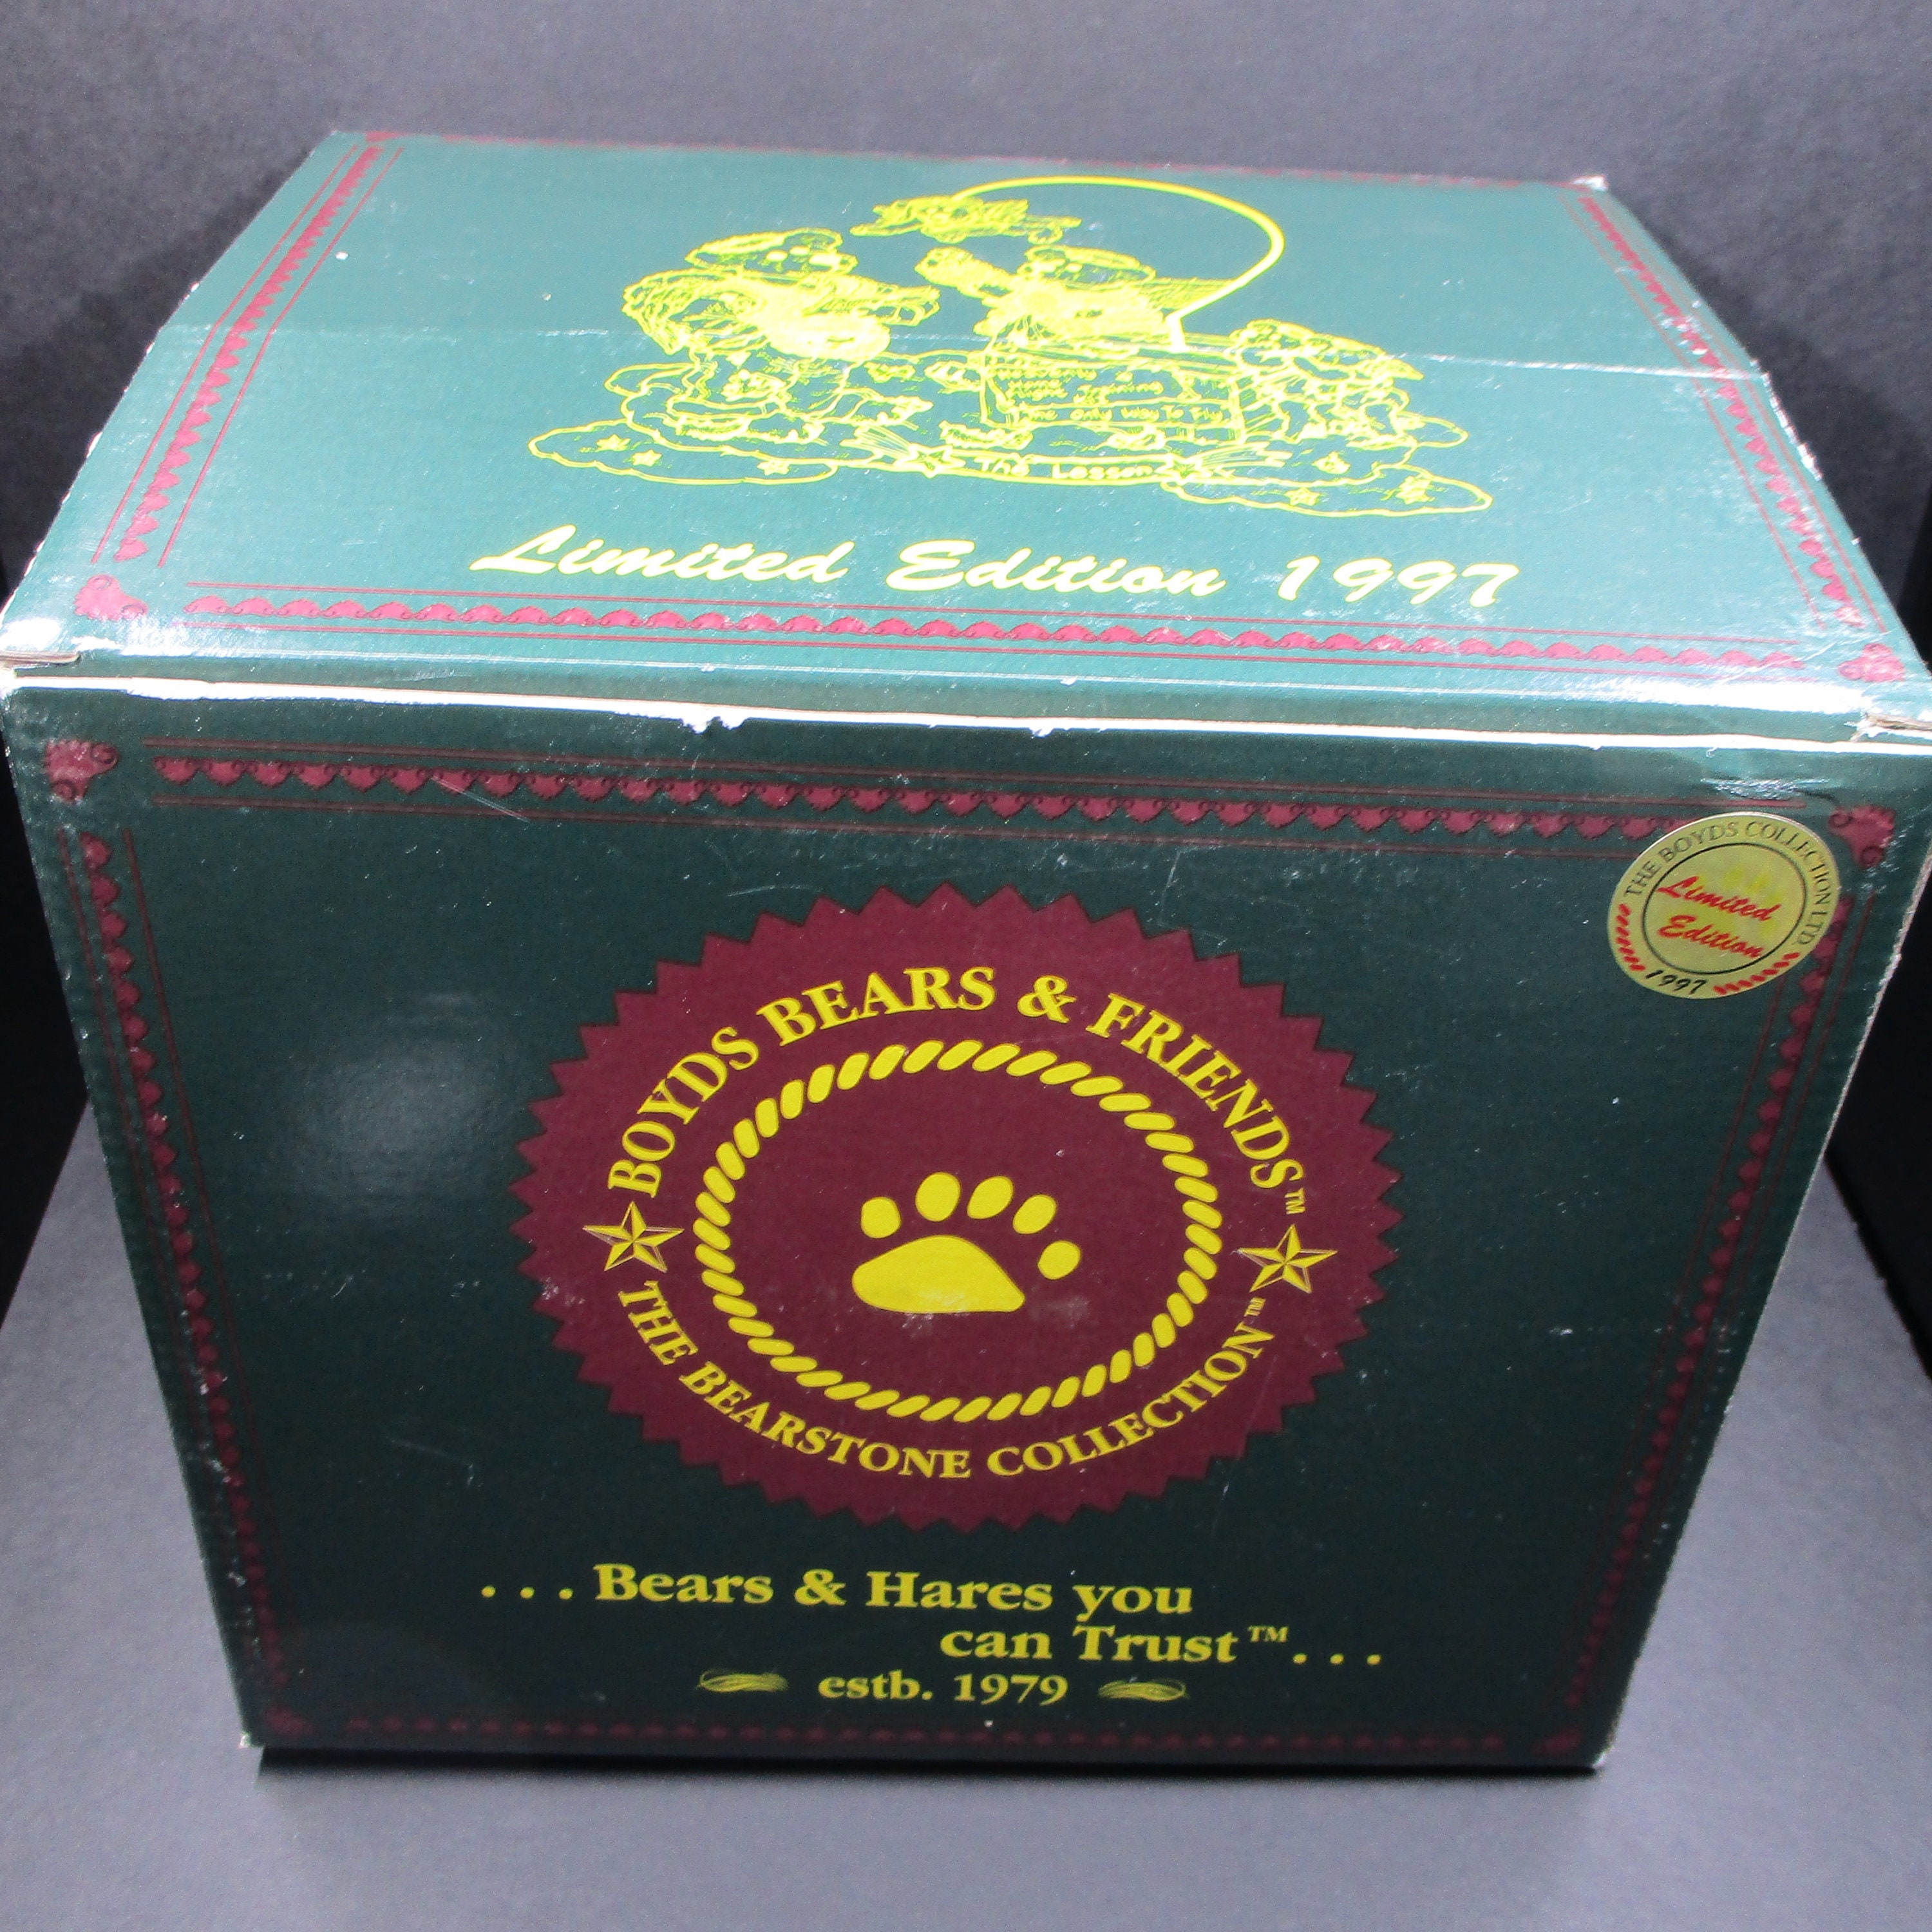 The Lesson
Limited Edition 1997
THE BOYDS COLLECTION LTD.
Limited
Edition
1997
BOYDS BEARS & FRIENDS™
THE BEARSTONE COLLECTION™
...Bears & Hares you
can Trust™...
estb. 1979